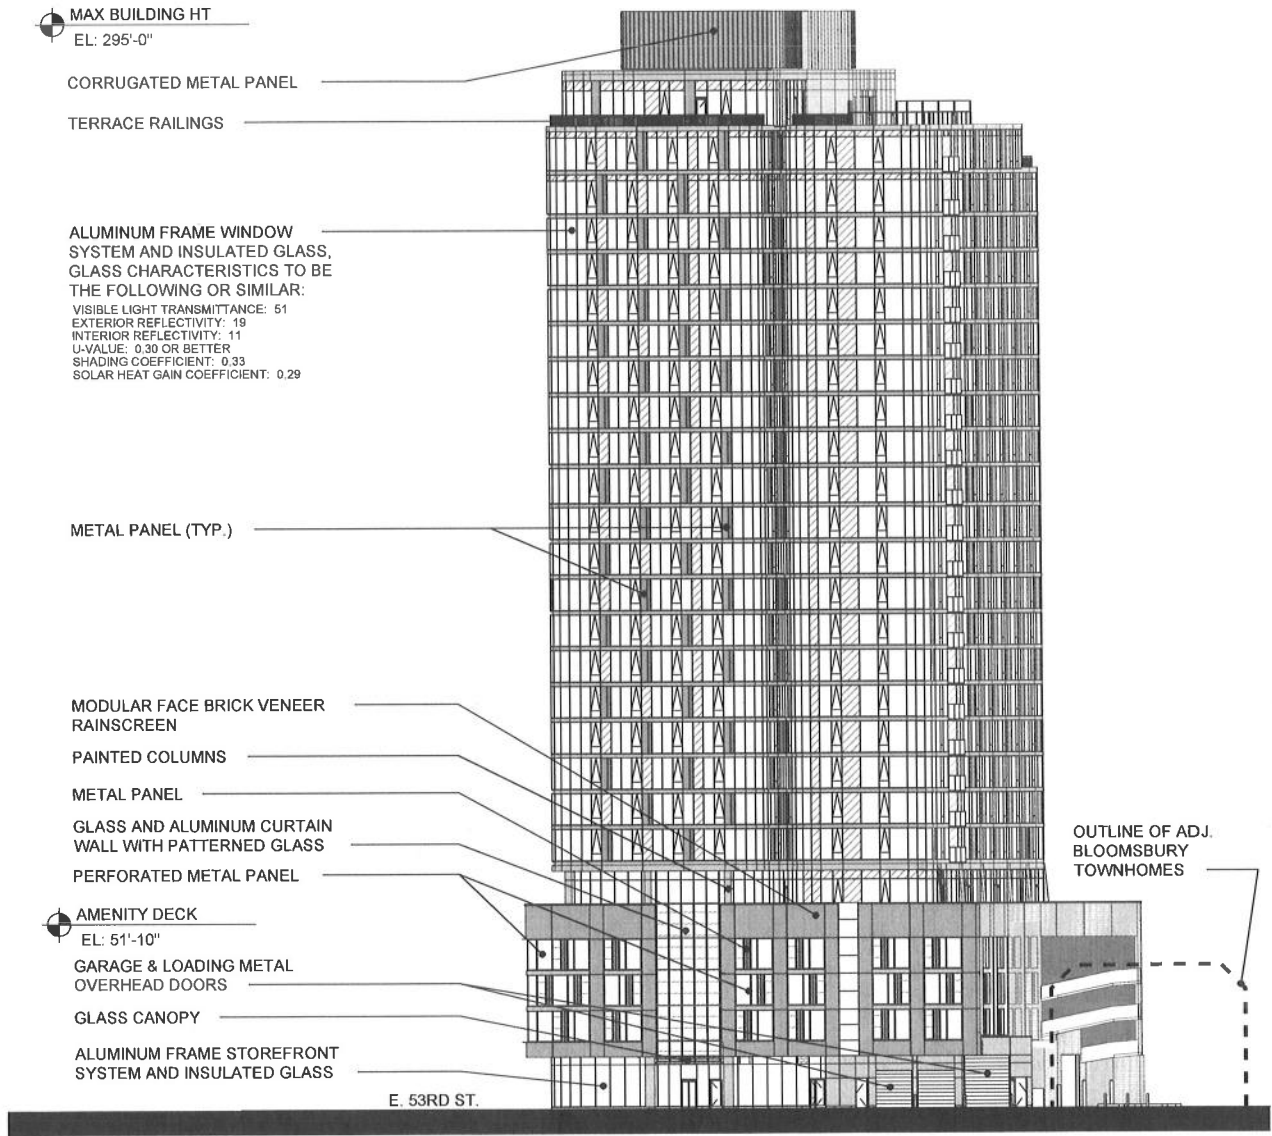 MAX BUILDING HT
EL: 295'-0"
CORRUGATED METAL PANEL
TERRACE RAILINGS
ALUMINUM FRAME WINDOW
SYSTEM AND INSULATED GLASS,
GLASS CHARACTERISTICS TO BE
THE FOLLOWING OR SIMILAR:
VISIBLE LIGHT TRANSMITTANCE: 51
EXTERIOR REFLECTIVITY: 19
INTERIOR REFLECTIVITY: 11
U-VALUE: 0.30 OR BETTER
SHADING COEFFICIENT: 0.33
SOLAR HEAT GAIN COEFFICIENT: 0.29
METAL PANEL (TYP.)
MODULAR FACE BRICK VENEER
RAINSCREEN
PAINTED COLUMNS
METAL PANEL
GLASS AND ALUMINUM CURTAIN
WALL WITH PATTERNED GLASS
PERFORATED METAL PANEL
OUTLINE OF ADJ.
BLOOMSBURY
TOWNHOMES
AMENITY DECK
EL: 51'-10"
GARAGE & LOADING METAL
OVERHEAD DOORS
GLASS CANOPY
ALUMINUM FRAME STOREFRONT
SYSTEM AND INSULATED GLASS
E. 53RD ST.